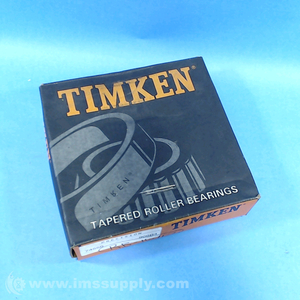 TIMKEN
TIMKEN
TAPERED ROLLER BEARINGS
TIMKEN
© www.imssupply.com